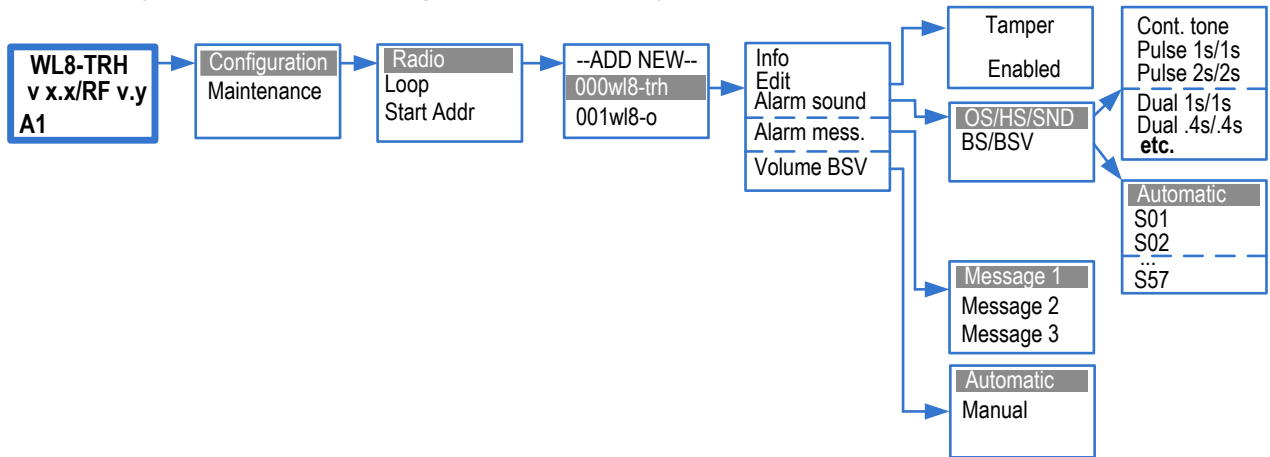 WL8-TRH
v x.x/RF v.y
A1
Configuration
Maintenance
Radio
Loop
Start Addr
--ADD NEW--
000wl8-trh
001wl8-o
Info
Edit
Alarm sound
Alarm mess.
Volume BSV
Tamper
Enabled
OS/HS/SND
BS/BSV
Cont. tone
Pulse 1s/1s
Pulse 2s/2s
Dual 1s/1s
Dual .4s/.4s
etc.
Automatic
S01
S02
...
S57
Message 1
Message 2
Message 3
Automatic
Manual